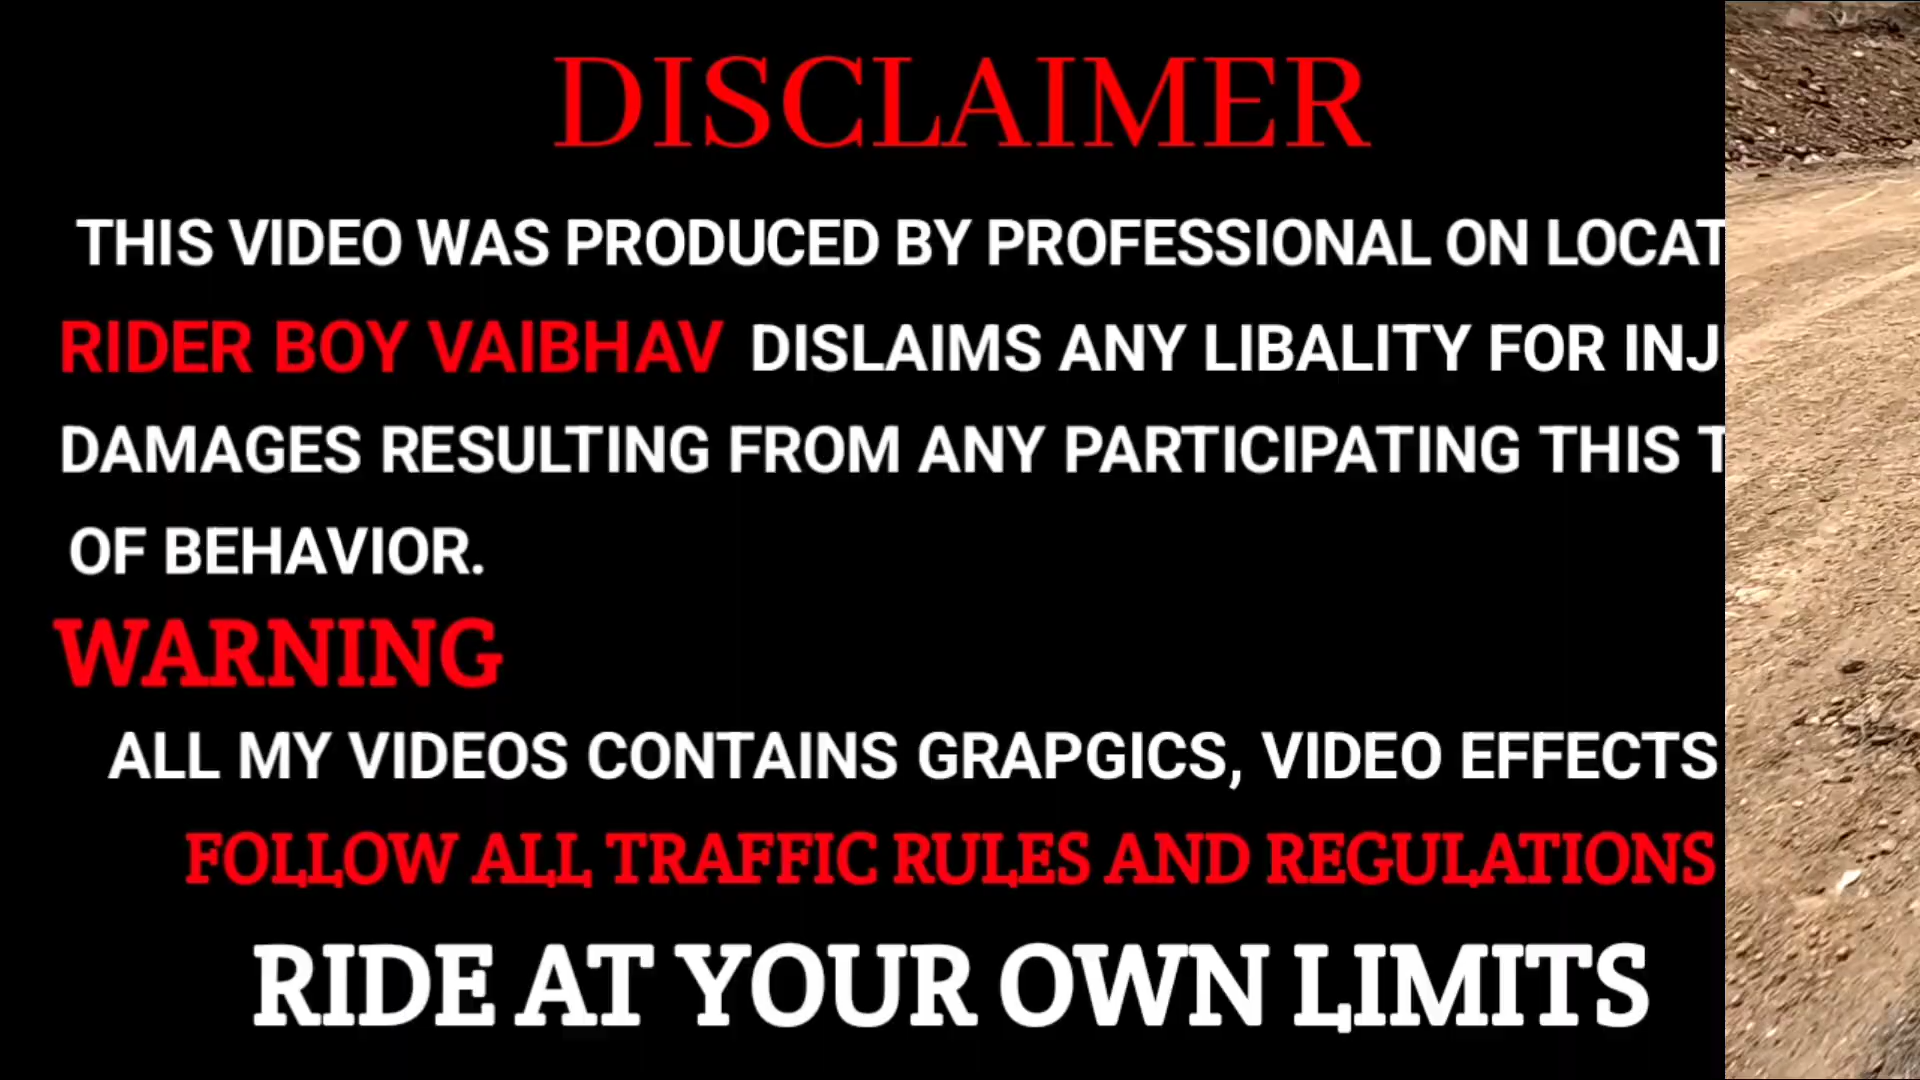 DISCLAIMER
THIS VIDEO WAS PRODUCED BY PROFESSIONAL ON LOCAT
RIDER BOY VAIBHAV DISLAIMS ANY LIBALITY FOR INJ
DAMAGES RESULTING FROM ANY PARTICIPATING THIS T
OF BEHAVIOR.
WARNING
ALL MY VIDEOS CONTAINS GRAPGICS, VIDEO EFFECTS
FOLLOW ALL TRAFFIC RULES AND REGULATIONS
RIDE AT YOUR OWN LIMITS